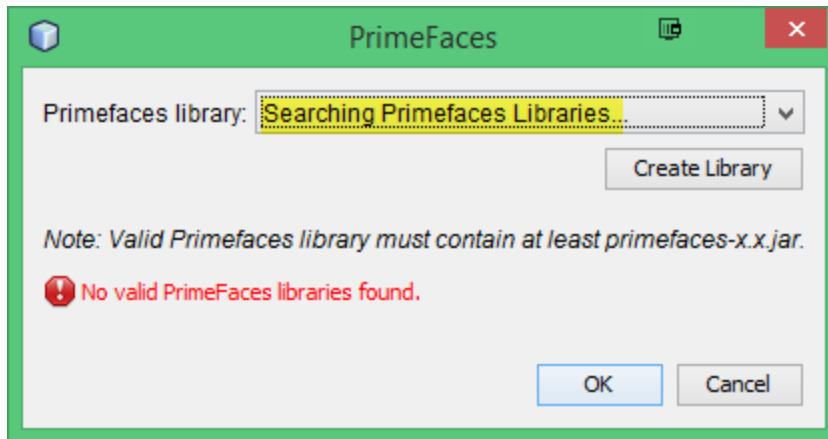 PrimeFaces
Primefaces library: Searching Primefaces Libraries...
Create Library
Note: Valid Primefaces library must contain at least primefaces-x.x.jar.
No valid PrimeFaces libraries found.
OK Cancel